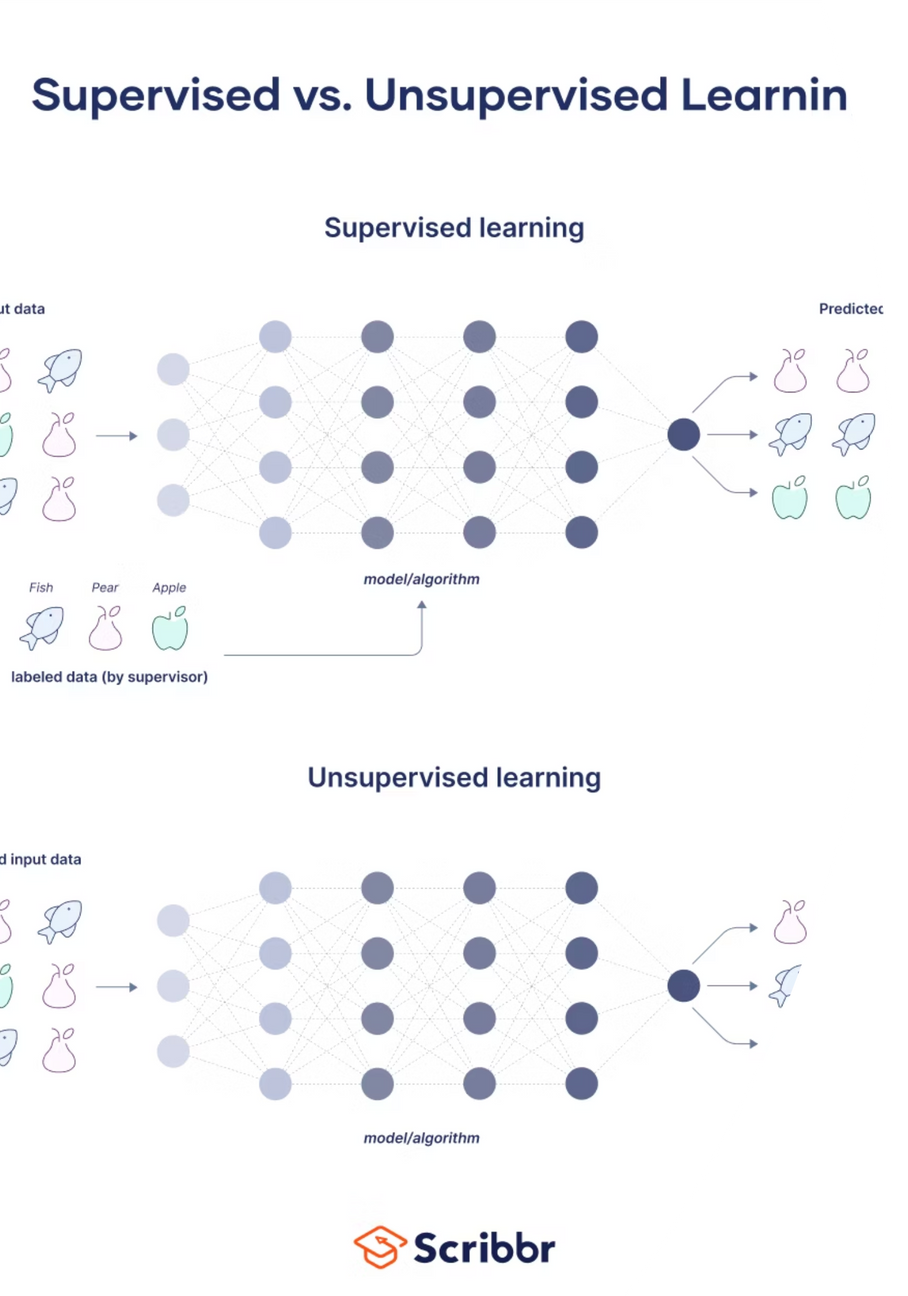 Supervised vs. Unsupervised Learnin
Supervised learning
ut data
Predicted
model/algorithm
Fish Pear Apple
labeled data (by supervisor)
Unsupervised learning
d input data
model/algorithm
Scribbr